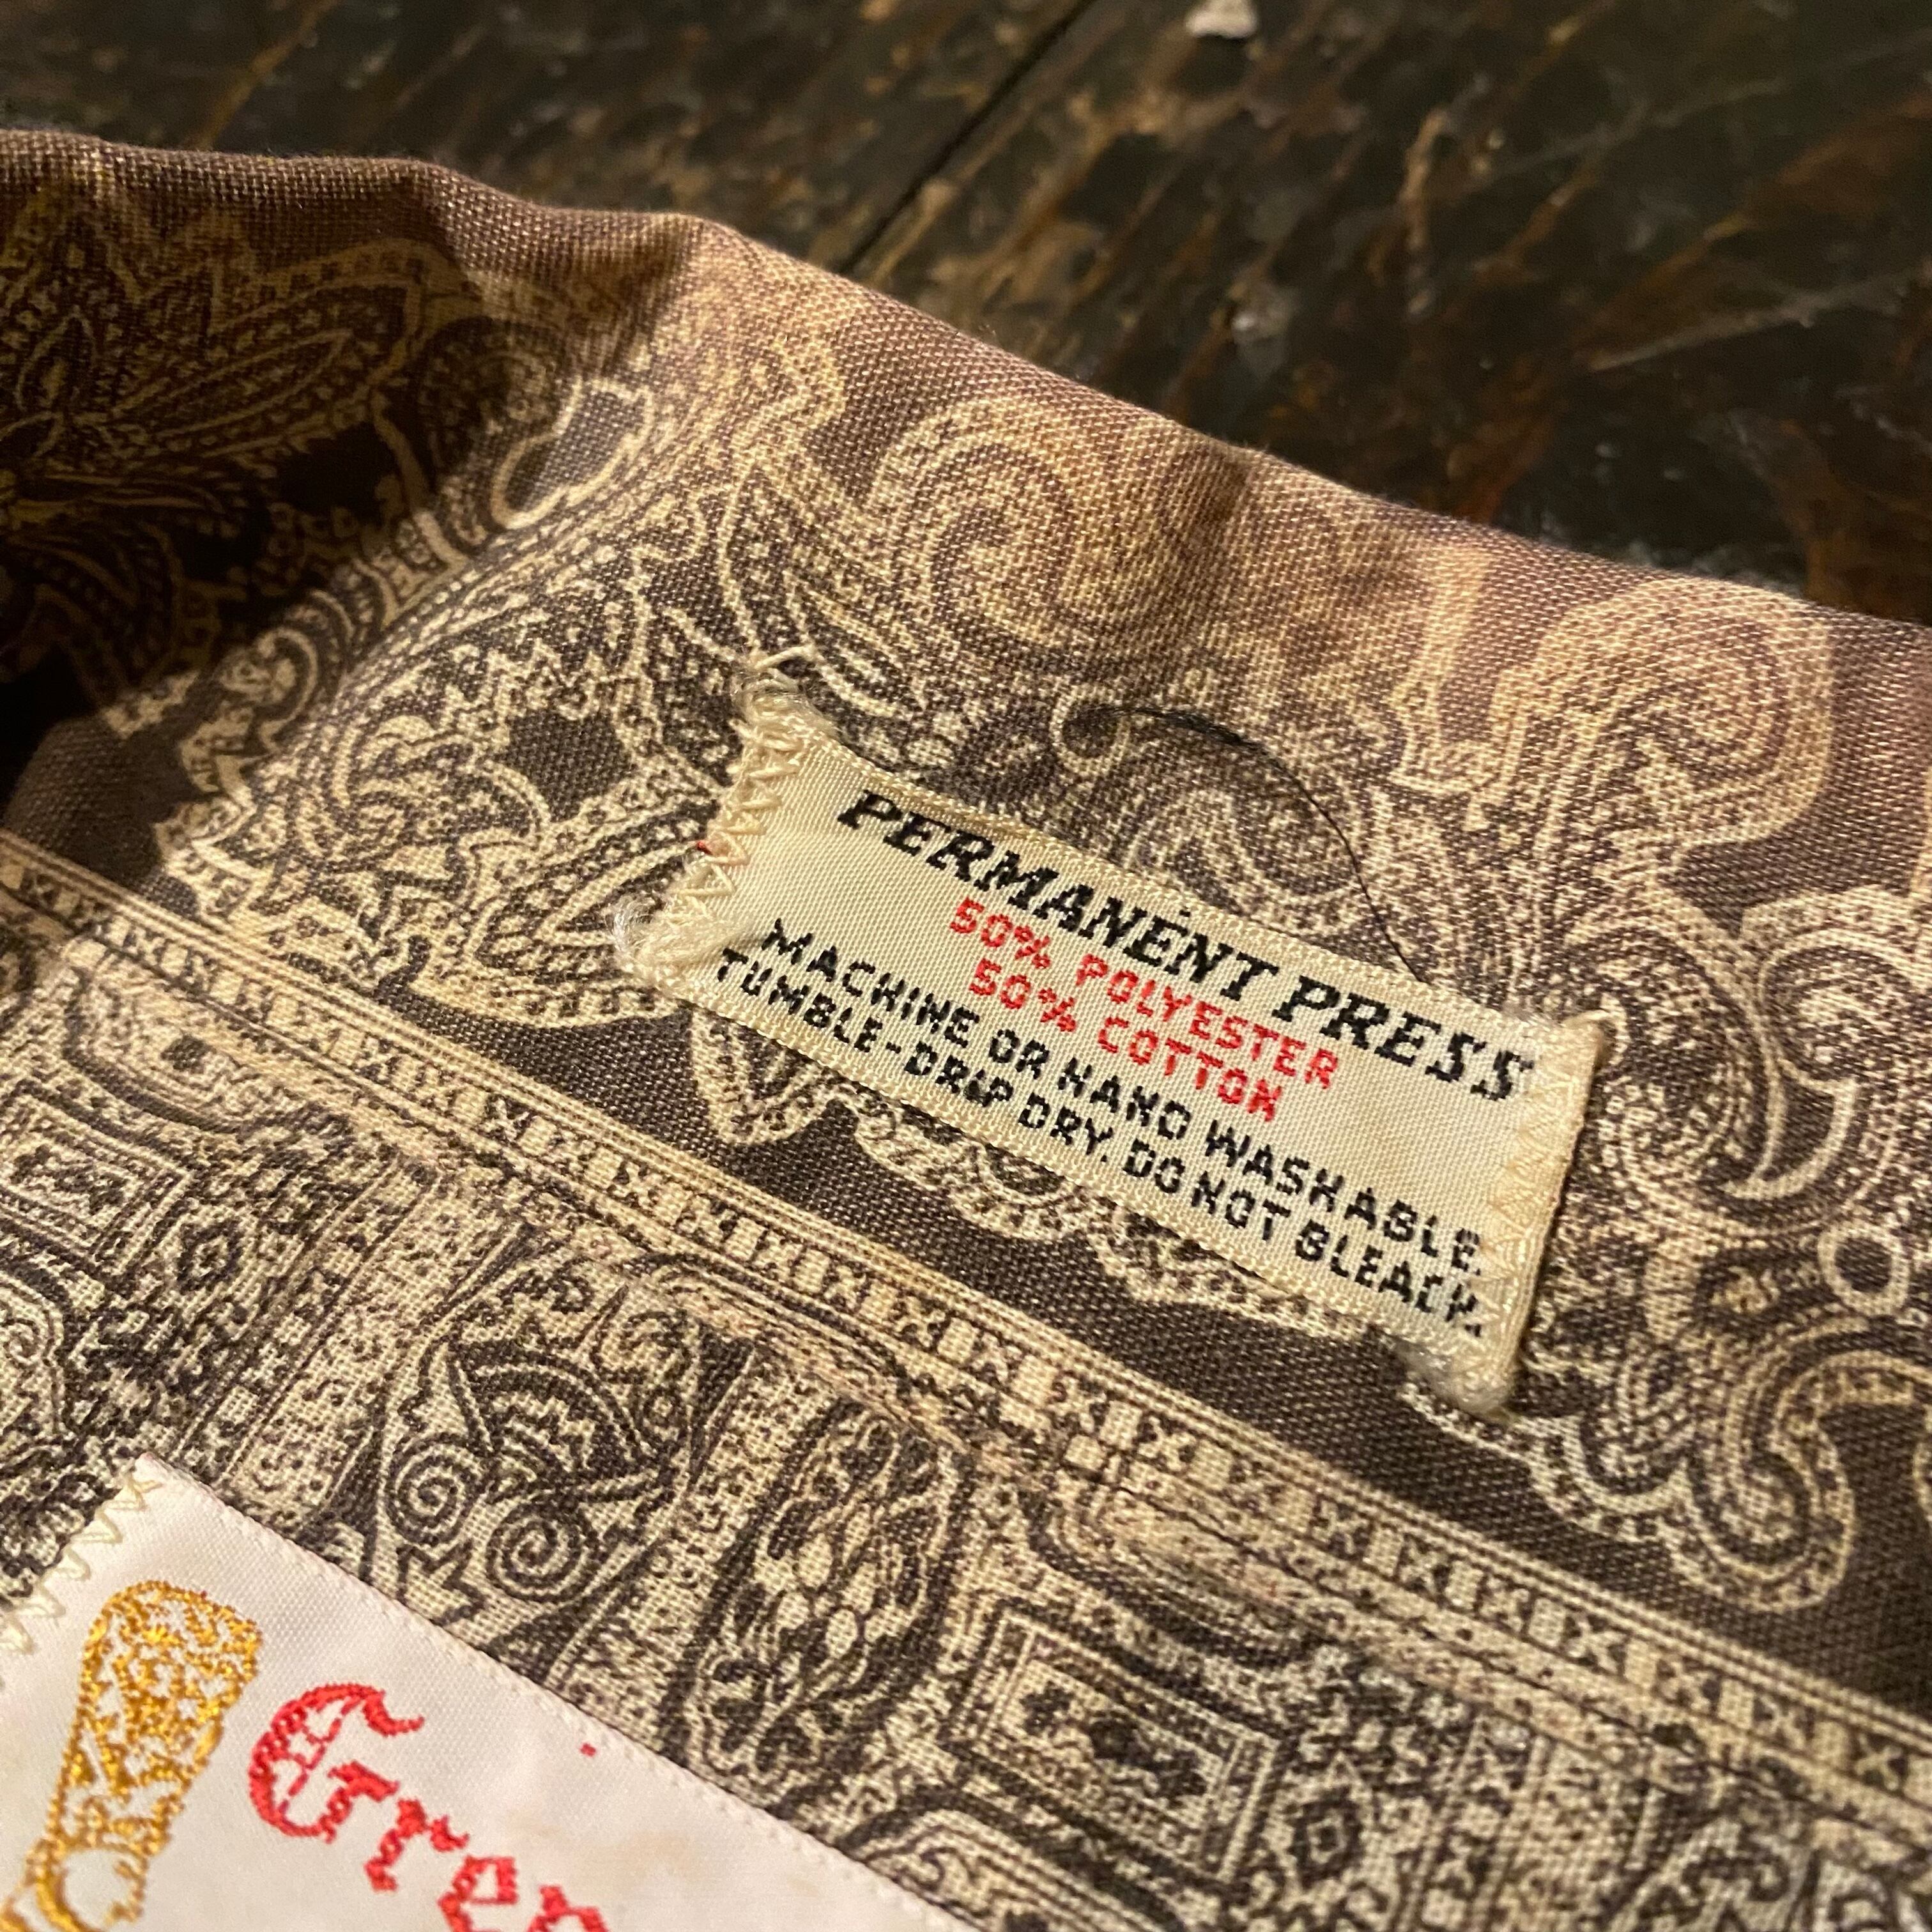 PERMANENT PRESS
50% POLYESTER
50% COTTON
MACHINE OR HAND WASHABLE.
TUMBLE-DRIP DRY. DO NOT BLEACH.